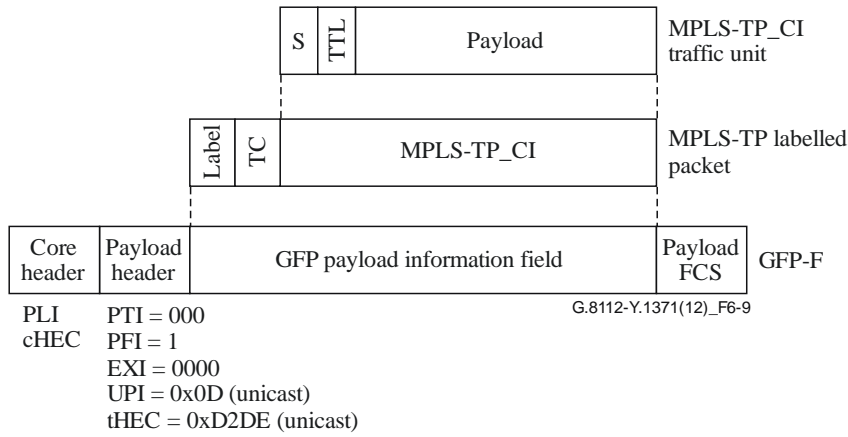 S TTL Payload MPLS-TP_CI
traffic unit
Label TC MPLS-TP_CI MPLS-TP labelled
packet
Core
header
Payload
header
GFP payload information field
Payload
FCS
GFP-F
G.8112-Y.1371(12)_F6-9
PLI
cHEC
PTI = 000
PFI = 1
EXI = 0000
UPI = 0x0D (unicast)
tHEC = 0xD2DE (unicast)